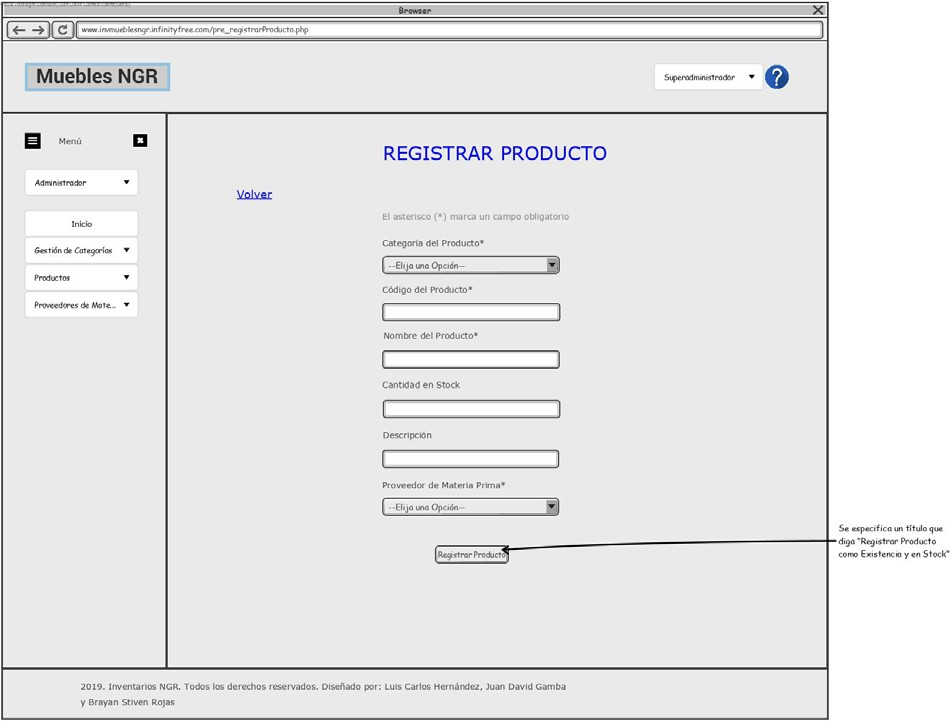 Browser
www.inmueblesngr.infinityfree.com/pre_registrarProducto.php
Muebles NGR
Superadministrador
?
Menú
Administrador
Inicio
Gestión de Categorías
Productos
Proveedores de Mate...
REGISTRAR PRODUCTO
Volver
El asterisco (*) marca un campo obligatorio
Categoría del Producto*
--Elija una Opción--
Código del Producto*
Nombre del Producto*
Cantidad en Stock
Descripción
Proveedor de Materia Prima*
--Elija una Opción--
Registrar Producto
Se especifica un título que
diga "Registrar Producto
como Existencia y en Stock"
2019. Inventarios NGR. Todos los derechos reservados. Diseñado por: Luis Carlos Hernández, Juan David Gamba
y Brayan Stiven Rojas